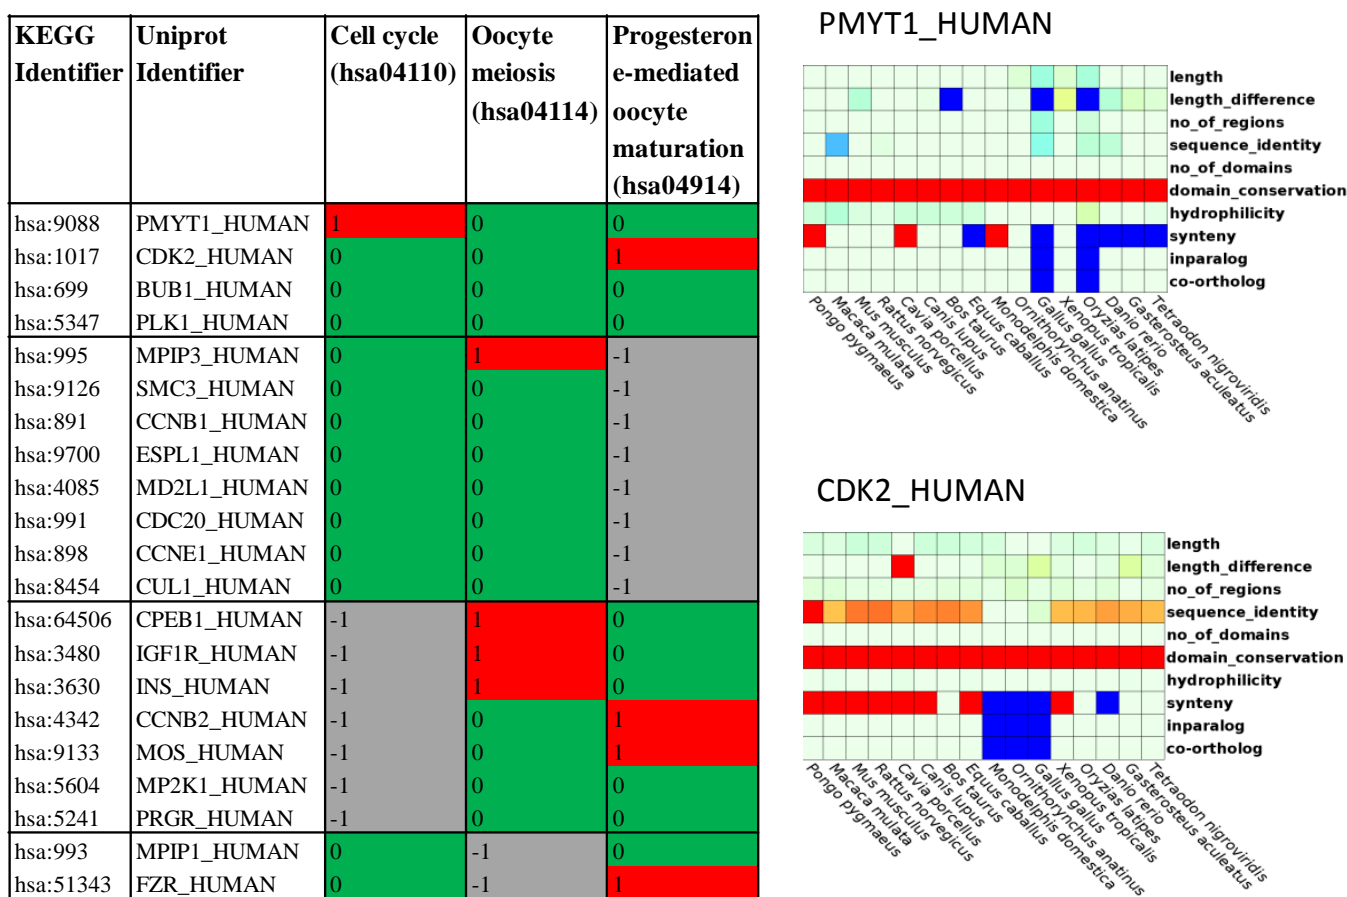 KEGG Identifier Uniprot Identifier Cell cycle (hsa04110) Oocyte meiosis (hsa04114) Progesteron e-mediated oocyte maturation (hsa04914)
hsa:9088 PMYT1_HUMAN 1 0 0
hsa:1017 CDK2_HUMAN 0 0 1
hsa:699 BUB1_HUMAN 0 0 0
hsa:5347 PLK1_HUMAN 0 0 0
hsa:995 MPIP3_HUMAN 0 1 -1
hsa:9126 SMC3_HUMAN 0 0 -1
hsa:891 CCNB1_HUMAN 0 0 -1
hsa:9700 ESPL1_HUMAN 0 0 -1
hsa:4085 MD2L1_HUMAN 0 0 -1
hsa:991 CDC20_HUMAN 0 0 -1
hsa:898 CCNE1_HUMAN 0 0 -1
hsa:8454 CUL1_HUMAN 0 0 -1
hsa:64506 CPEB1_HUMAN -1 1 0
hsa:3480 IGF1R_HUMAN -1 1 0
hsa:3630 INS_HUMAN -1 1 0
hsa:4342 CCNB2_HUMAN -1 0 1
hsa:9133 MOS_HUMAN -1 0 1
hsa:5604 MP2K1_HUMAN -1 0 0
hsa:5241 PRGR_HUMAN -1 0 0
hsa:993 MPIP1_HUMAN 0 -1 0
hsa:51343 FZR_HUMAN 0 -1 1
PMYT1_HUMAN
length
length_difference
no_of_regions
sequence_identity
no_of_domains
domain_conservation
hydrophilicity
synteny
inparalog
co-ortholog
Pongo pygmaeus
Macaca mulata
Mus musculus
Rattus norvegicus
Cavia porcellus
Canis lupus
Bos taurus
Equus caballus
Monodelphis domestica
Ornithorynchus anatinus
Gallus gallus
Xenopus tropicalis
Oryzias latipes
Danio rerio
Gasterosteus aculeatus
Tetraodon nigroviridis
CDK2_HUMAN
length
length_difference
no_of_regions
sequence_identity
no_of_domains
domain_conservation
hydrophilicity
synteny
inparalog
co-ortholog
Pongo pygmaeus
Macaca mulata
Mus musculus
Rattus norvegicus
Cavia porcellus
Canis lupus
Bos taurus
Equus caballus
Monodelphis domestica
Ornithorynchus anatinus
Gallus gallus
Xenopus tropicalis
Oryzias latipes
Danio rerio
Gasterosteus aculeatus
Tetraodon nigroviridis